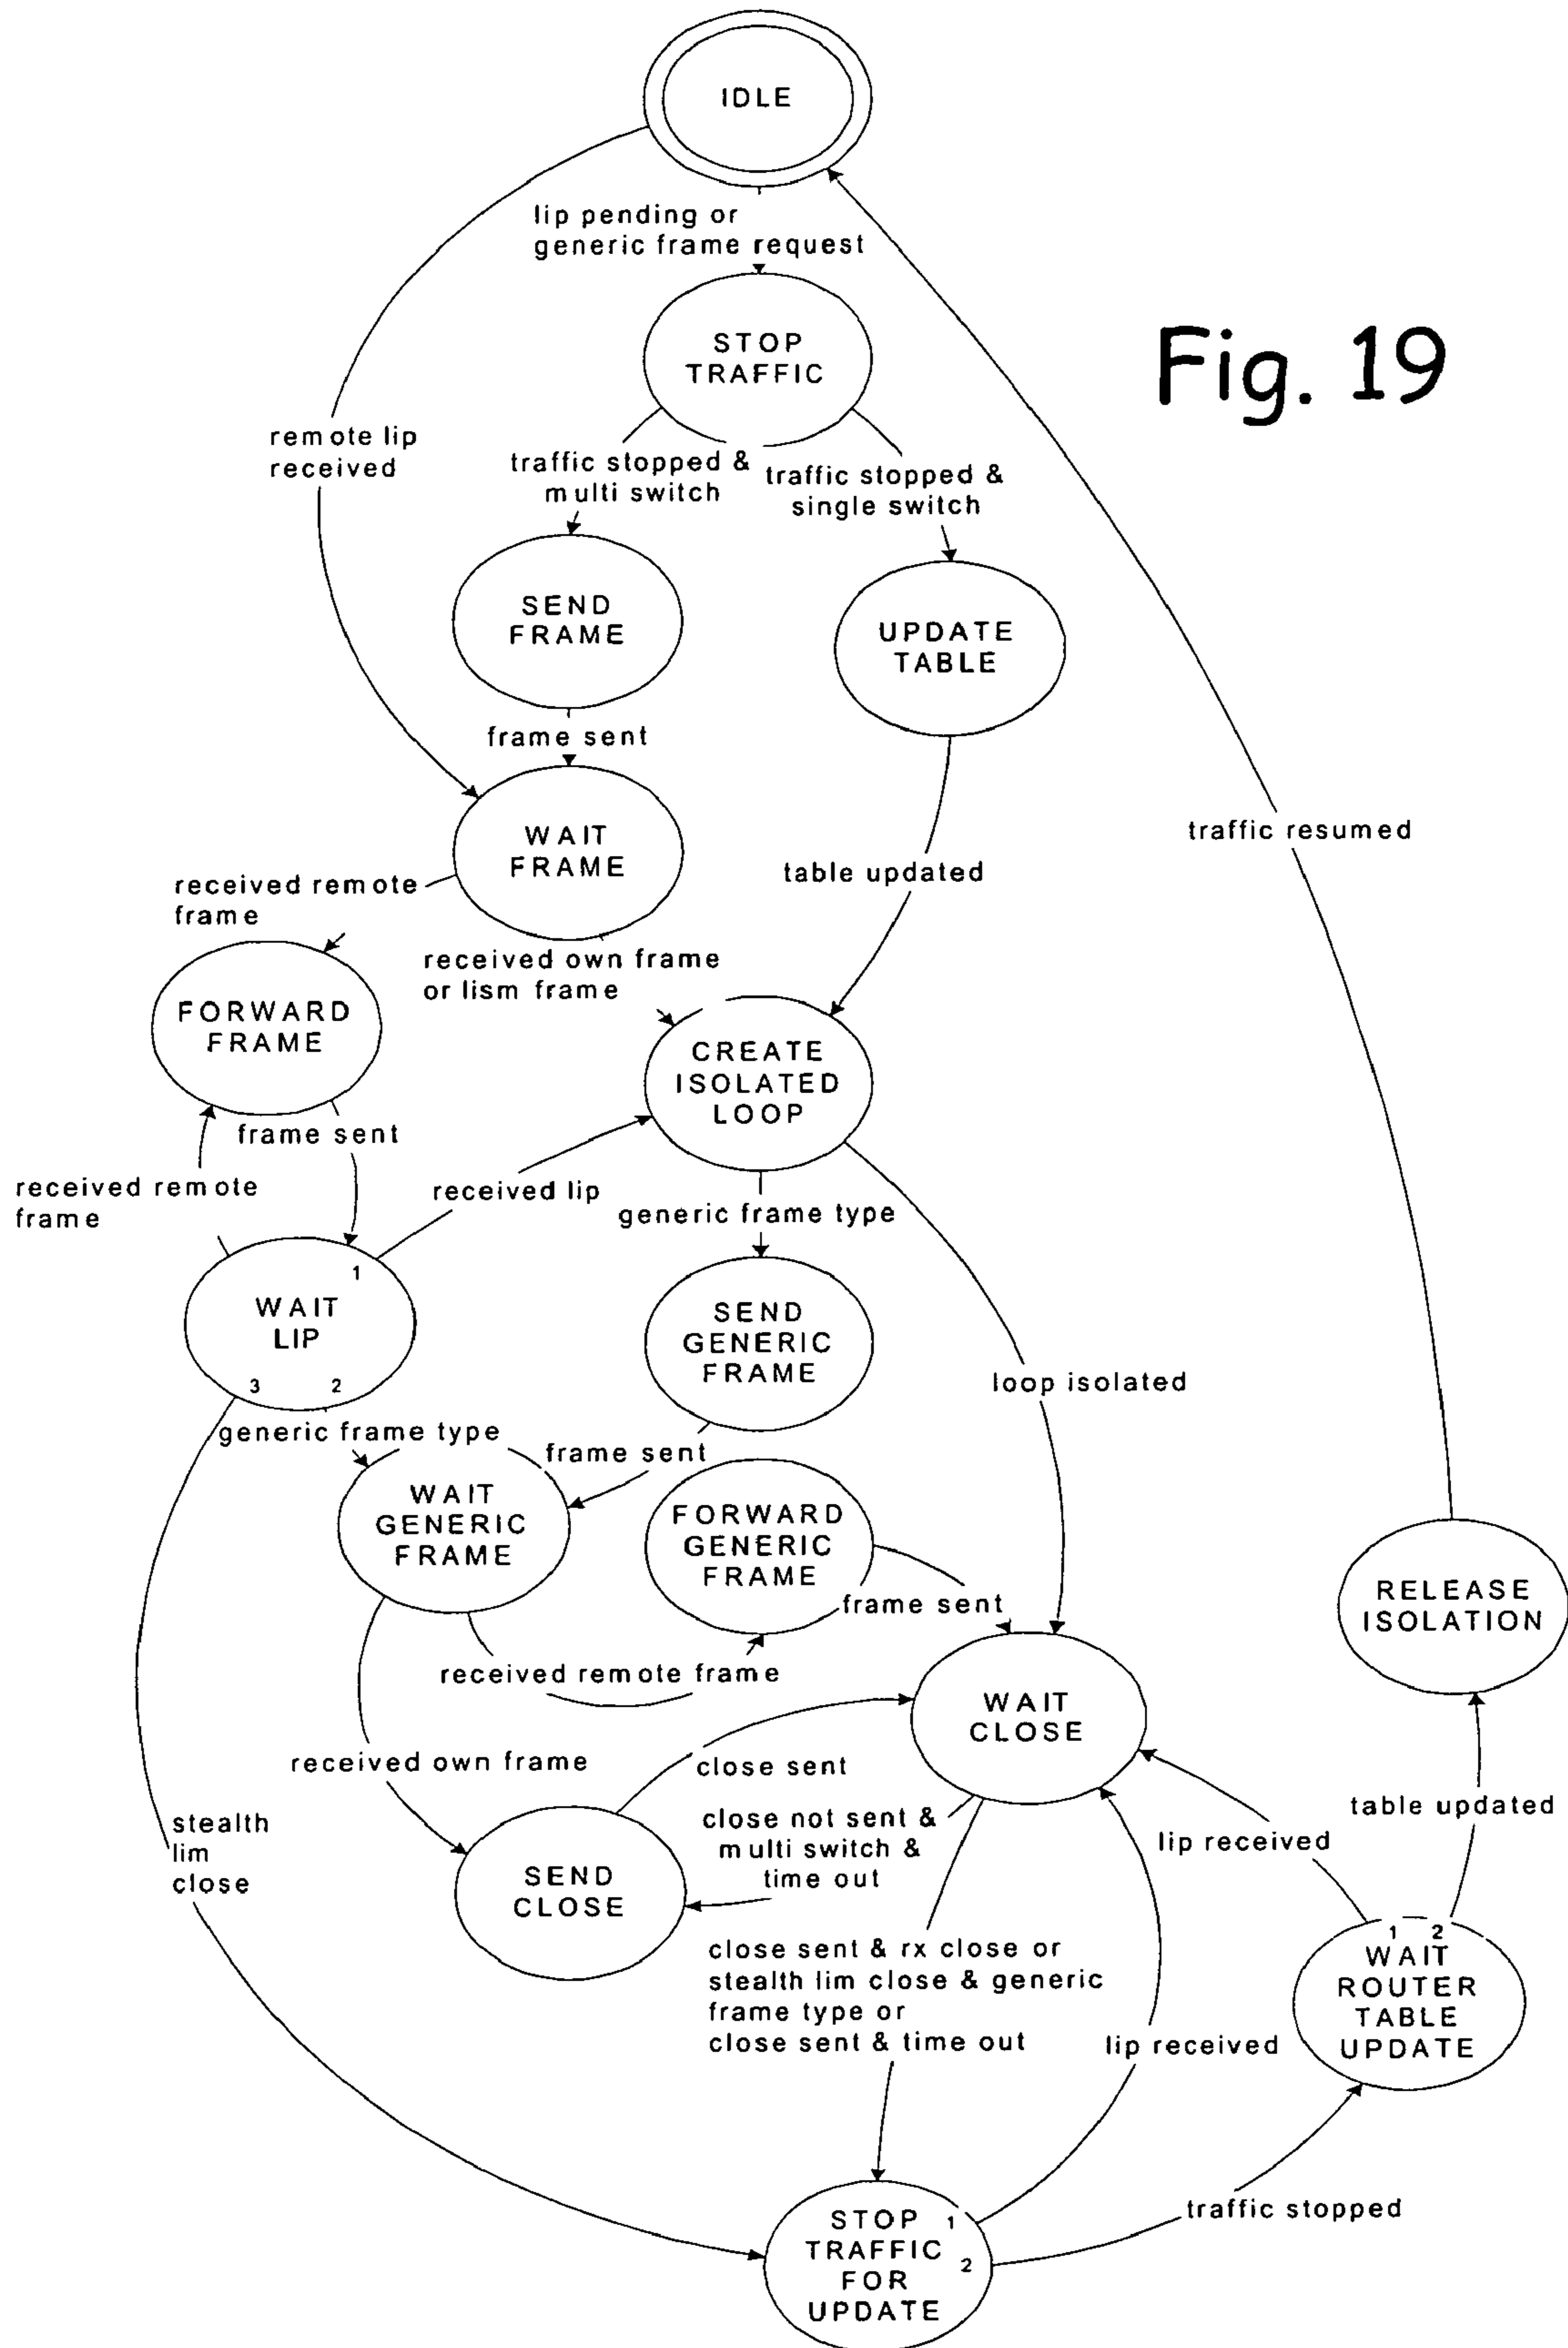 IDLE
lip pending or
generic frame request
Fig. 19
STOP
TRAFFIC
remote lip
received
traffic stopped &
multi switch
traffic stopped &
single switch
SEND
FRAME
UPDATE
TABLE
frame sent
WAIT
FRAME
traffic resumed
table updated
received remote
frame
received own frame
or lism frame
FORWARD
FRAME
CREATE
ISOLATED
LOOP
frame sent
received remote
frame
received lip
generic frame type
1
WAIT
LIP
3 2
SEND
GENERIC
FRAME
loop isolated
generic frame type
frame sent
WAIT
GENERIC
FRAME
FORWARD
GENERIC
FRAME
frame sent
RELEASE
ISOLATION
received remote frame
WAIT
CLOSE
received own frame
close sent
stealth
lim
close
close not sent &
multi switch &
time out
table updated
lip received
SEND
CLOSE
1 2
WAIT
ROUTER
TABLE
UPDATE
close sent & rx close or
stealth lim close & generic
frame type or
close sent & time out
lip received
traffic stopped
STOP 1
TRAFFIC
2
FOR
UPDATE